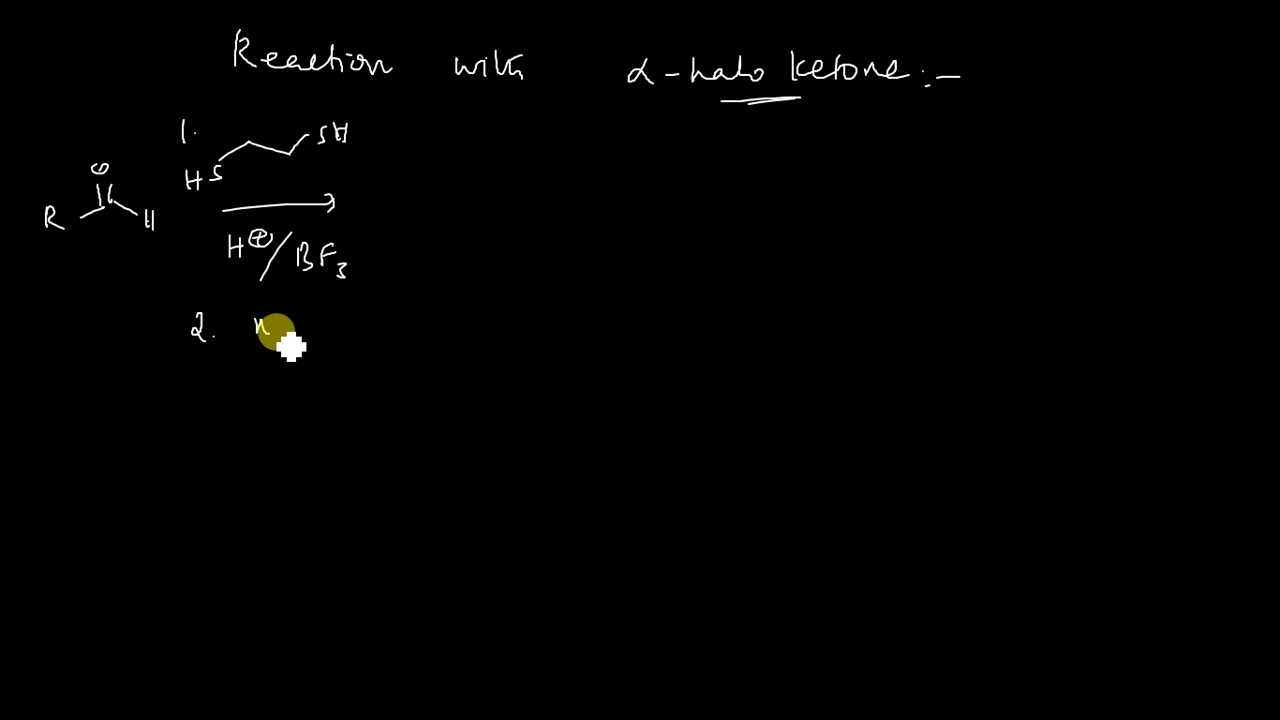 Reaction with α-halo ketone:-
1.
SH
HS
O
R H
H⊕/BF3
2. n